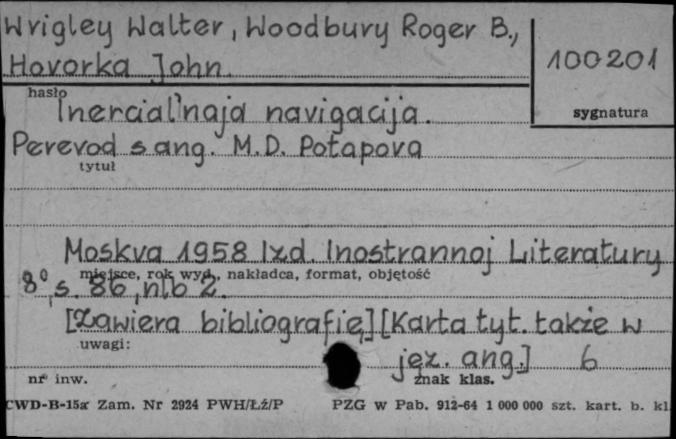 Wrigley Walter, Woodbury Roger B.,
Hovorka John.
100201
hasło
sygnatura
Inercial'naja navigacija.
Perevod s ang. M.D. Potapova
tytuł
Moskva 1958 Izd. Inostrannoj Literatury
miejsce, rok wyd., nakładca, format, objętość
8°, s. 86, nlb 2.
[Zawiera bibliografię] [Karta tyt. także w
uwagi:
jęz. ang.] 6
nr inw.
znak klas.
CWD-B-15a Zam. Nr 2924 PWH/Łź/P PZG w Pab. 912-64 1 000 000 szt. kart. b. kl.